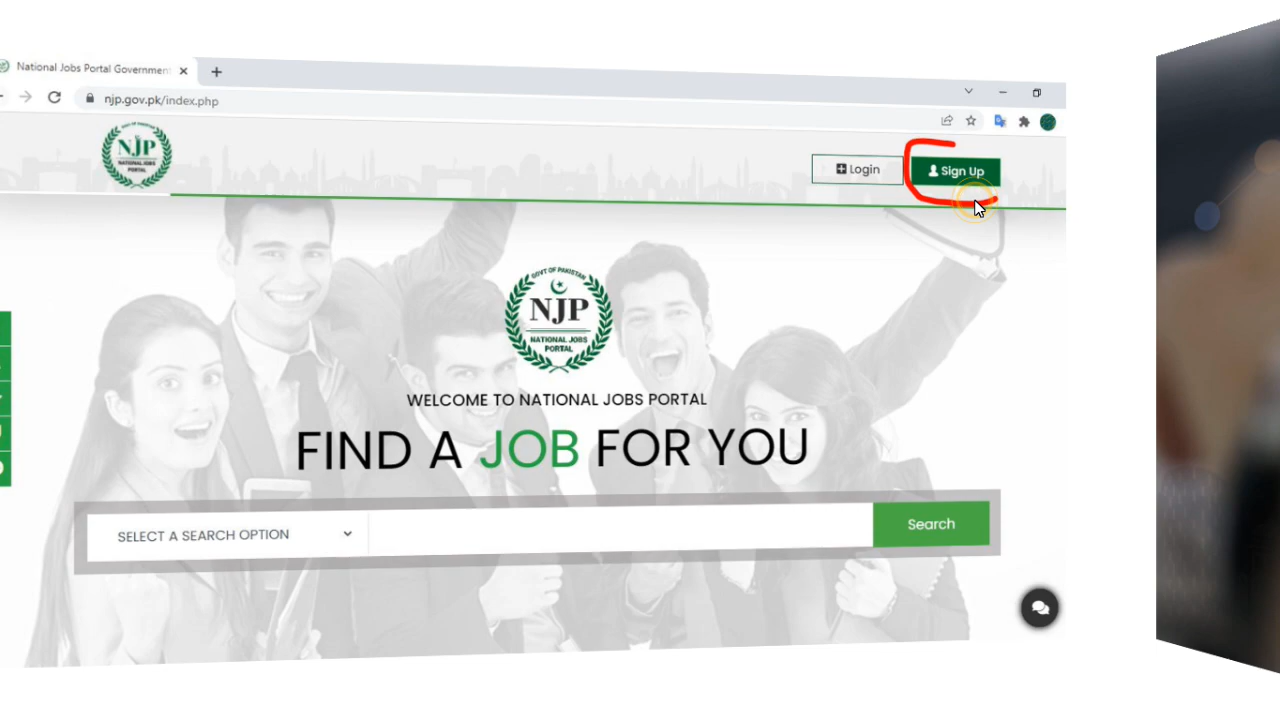 National Jobs Portal Government
njp.gov.pk/index.php
NJP
NATIONAL JOBS
PORTAL
Login
Sign Up
GOVT OF PAKISTAN
NJP
NATIONAL JOBS
PORTAL
WELCOME TO NATIONAL JOBS PORTAL
FIND A JOB FOR YOU
SELECT A SEARCH OPTION
Search